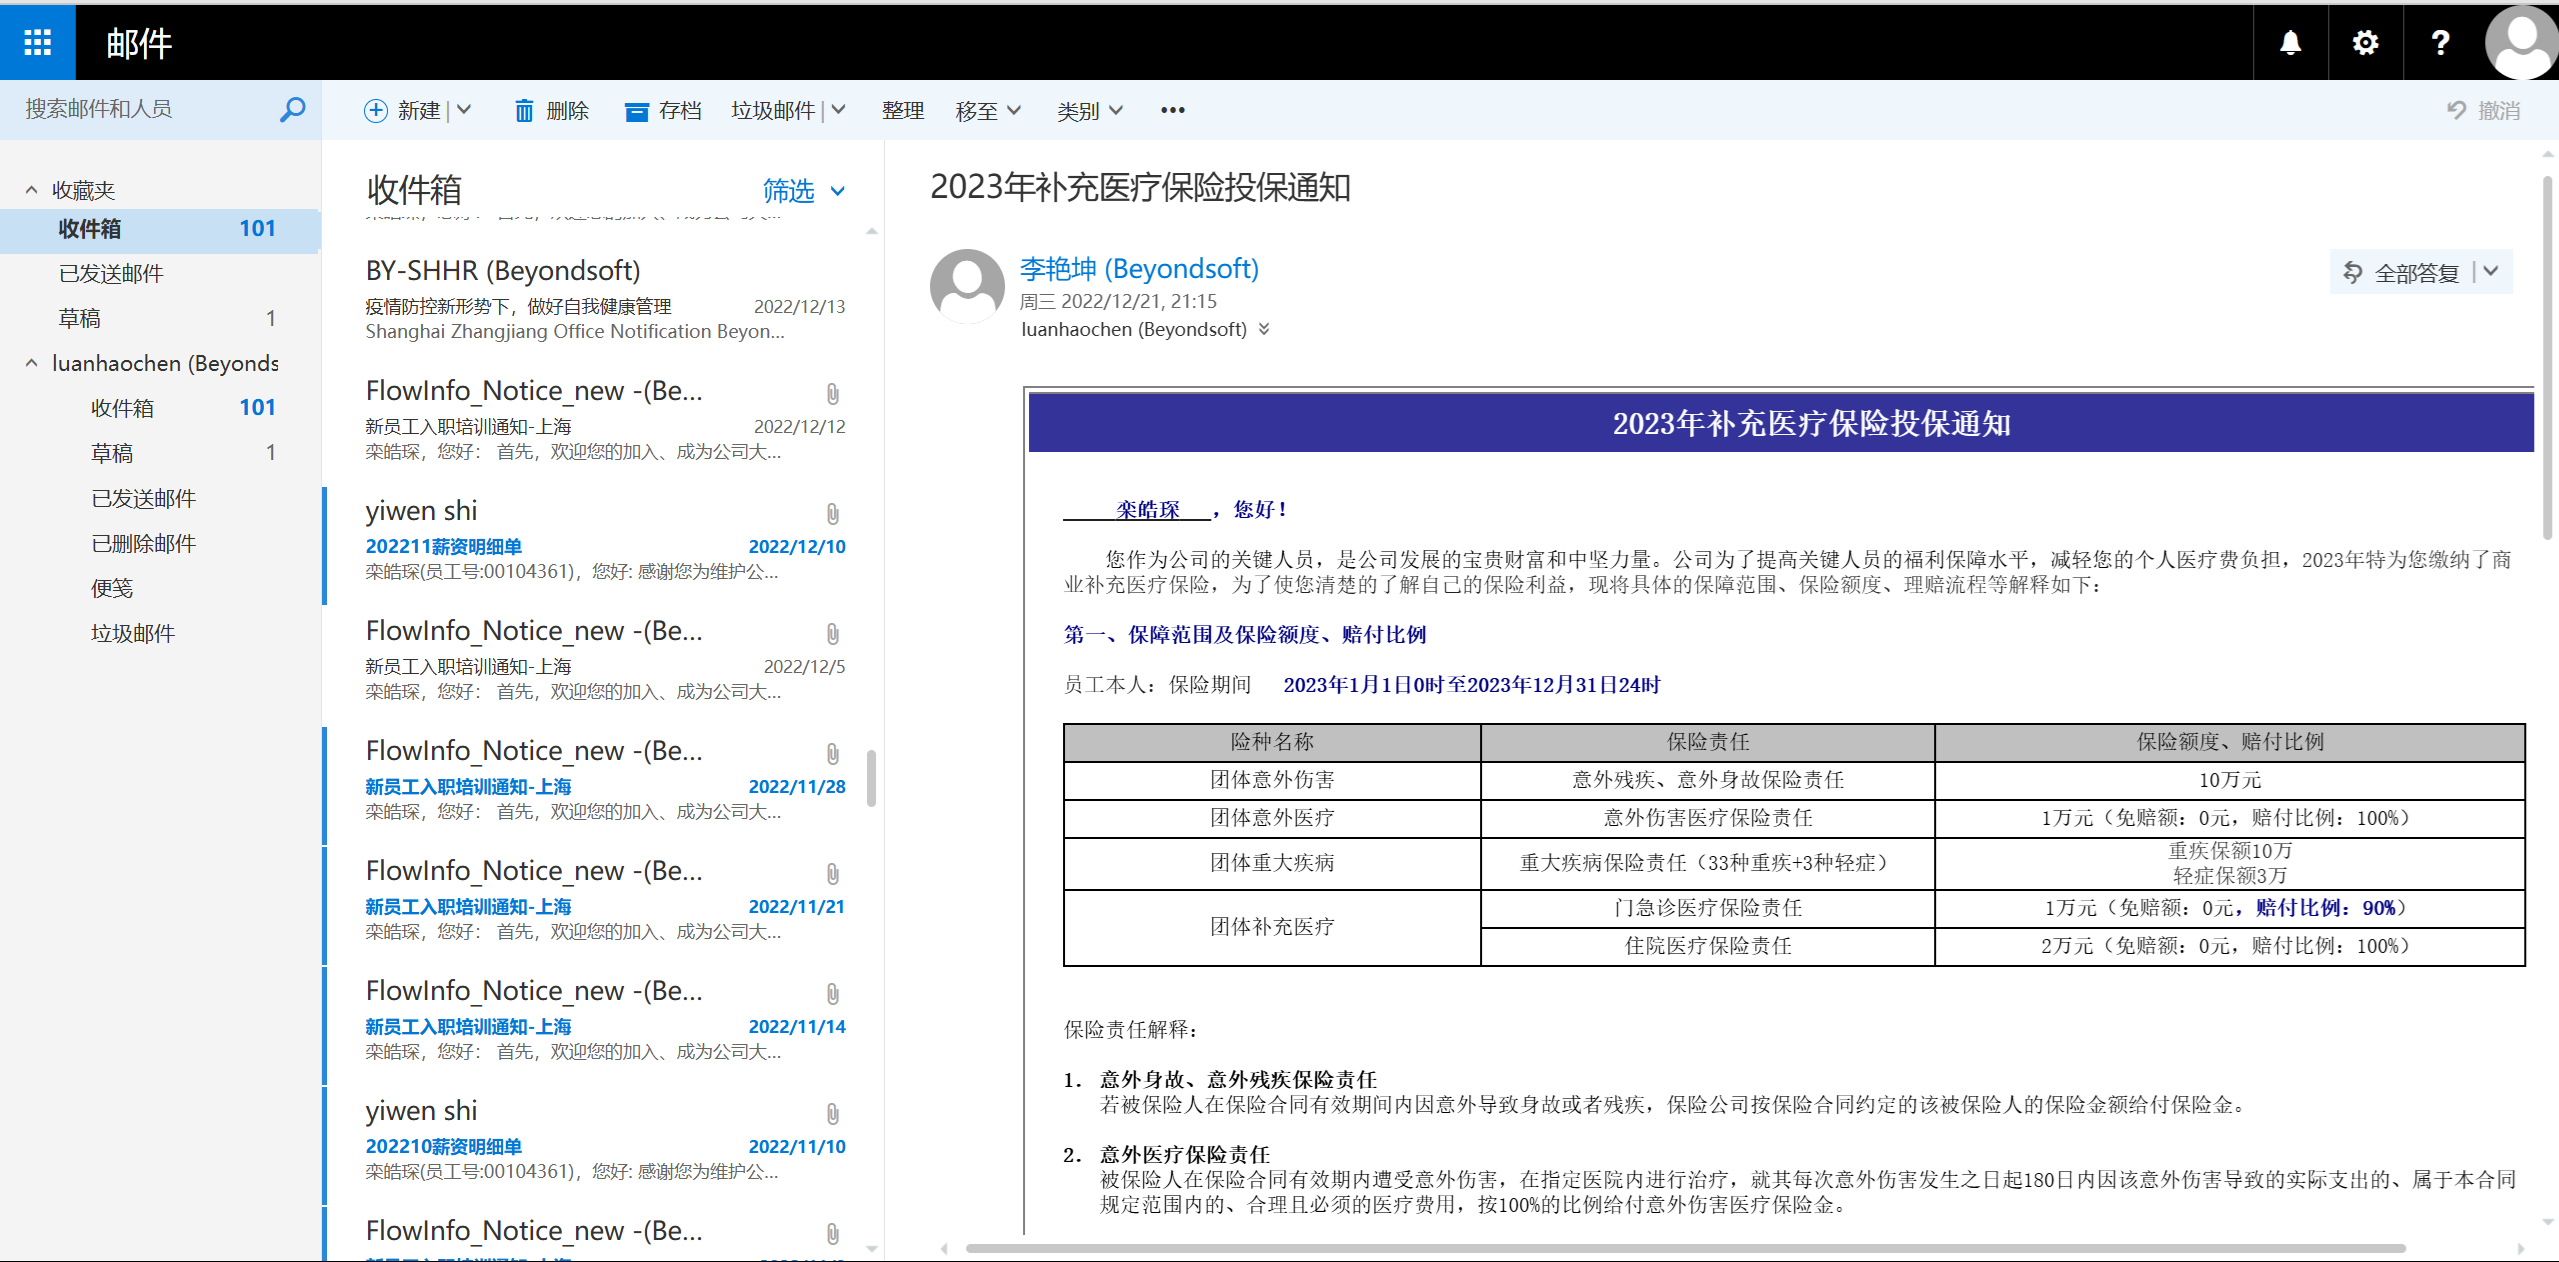 邮件
?
搜索邮件和人员
新建
删除
存档
垃圾邮件
整理
移至
类别
•••
撤消
收藏夹
收件箱 101
已发送邮件
草稿 1
luanhaochen (Beyonds
收件箱 101
草稿 1
已发送邮件
已删除邮件
便笺
垃圾邮件
收件箱
筛选
BY-SHHR (Beyondsoft)
疫情防控新形势下，做好自我健康管理 2022/12/13
Shanghai Zhangjiang Office Notification Beyon...
FlowInfo_Notice_new -(Be...
新员工入职培训通知-上海 2022/12/12
栾皓琛，您好： 首先，欢迎您的加入、成为公司大...
yiwen shi
202211薪资明细单 2022/12/10
栾皓琛(员工号:00104361)，您好: 感谢您为维护公...
FlowInfo_Notice_new -(Be...
新员工入职培训通知-上海 2022/12/5
栾皓琛，您好： 首先，欢迎您的加入、成为公司大...
FlowInfo_Notice_new -(Be...
新员工入职培训通知-上海 2022/11/28
栾皓琛，您好： 首先，欢迎您的加入、成为公司大...
FlowInfo_Notice_new -(Be...
新员工入职培训通知-上海 2022/11/21
栾皓琛，您好： 首先，欢迎您的加入、成为公司大...
FlowInfo_Notice_new -(Be...
新员工入职培训通知-上海 2022/11/14
栾皓琛，您好： 首先，欢迎您的加入、成为公司大...
yiwen shi
202210薪资明细单 2022/11/10
栾皓琛(员工号:00104361)，您好: 感谢您为维护公...
FlowInfo_Notice_new -(Be...
2023年补充医疗保险投保通知
李艳坤 (Beyondsoft)
周三 2022/12/21, 21:15
luanhaochen (Beyondsoft)
全部答复
2023年补充医疗保险投保通知
栾皓琛 ，您好！
您作为公司的关键人员，是公司发展的宝贵财富和中坚力量。公司为了提高关键人员的福利保障水平，减轻您的个人医疗费负担，2023年特为您缴纳了商
业补充医疗保险，为了使您清楚的了解自己的保险利益，现将具体的保障范围、保险额度、理赔流程等解释如下：
第一、保障范围及保险额度、赔付比例
员工本人：保险期间 2023年1月1日0时至2023年12月31日24时
险种名称 保险责任 保险额度、赔付比例
团体意外伤害 意外残疾、意外身故保险责任 10万元
团体意外医疗 意外伤害医疗保险责任 1万元（免赔额：0元，赔付比例：100%）
团体重大疾病 重大疾病保险责任（33种重疾+3种轻症） 重疾保额10万
轻症保额3万
团体补充医疗 门急诊医疗保险责任 1万元（免赔额：0元，赔付比例：90%）
住院医疗保险责任 2万元（免赔额：0元，赔付比例：100%）
保险责任解释：
1. 意外身故、意外残疾保险责任
若被保险人在保险合同有效期间内因意外导致身故或者残疾，保险公司按保险合同约定的该被保险人的保险金额给付保险金。
2. 意外医疗保险责任
被保险人在保险合同有效期内遭受意外伤害，在指定医院内进行治疗，就其每次意外伤害发生之日起180日内因该意外伤害导致的实际支出的、属于本合同
规定范围内的、合理且必须的医疗费用，按100%的比例给付意外伤害医疗保险金。